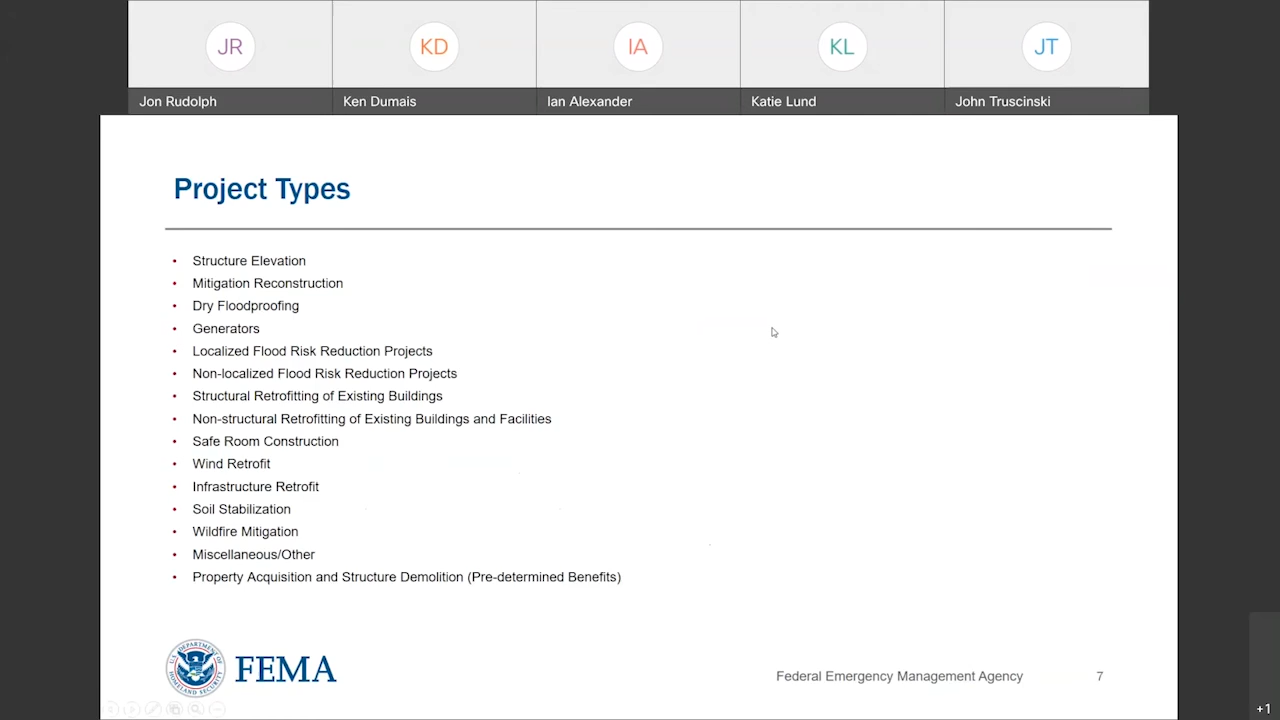 JR
KD
IA
KL
JT
Jon Rudolph
Ken Dumais
Ian Alexander
Katie Lund
John Truscinski
Project Types
• Structure Elevation
• Mitigation Reconstruction
• Dry Floodproofing
• Generators
• Localized Flood Risk Reduction Projects
• Non-localized Flood Risk Reduction Projects
• Structural Retrofitting of Existing Buildings
• Non-structural Retrofitting of Existing Buildings and Facilities
• Safe Room Construction
• Wind Retrofit
• Infrastructure Retrofit
• Soil Stabilization
• Wildfire Mitigation
• Miscellaneous/Other
• Property Acquisition and Structure Demolition (Pre-determined Benefits)
U.S. DEPARTMENT OF
HOMELAND SECURITY
FEMA
Federal Emergency Management Agency
7
+1